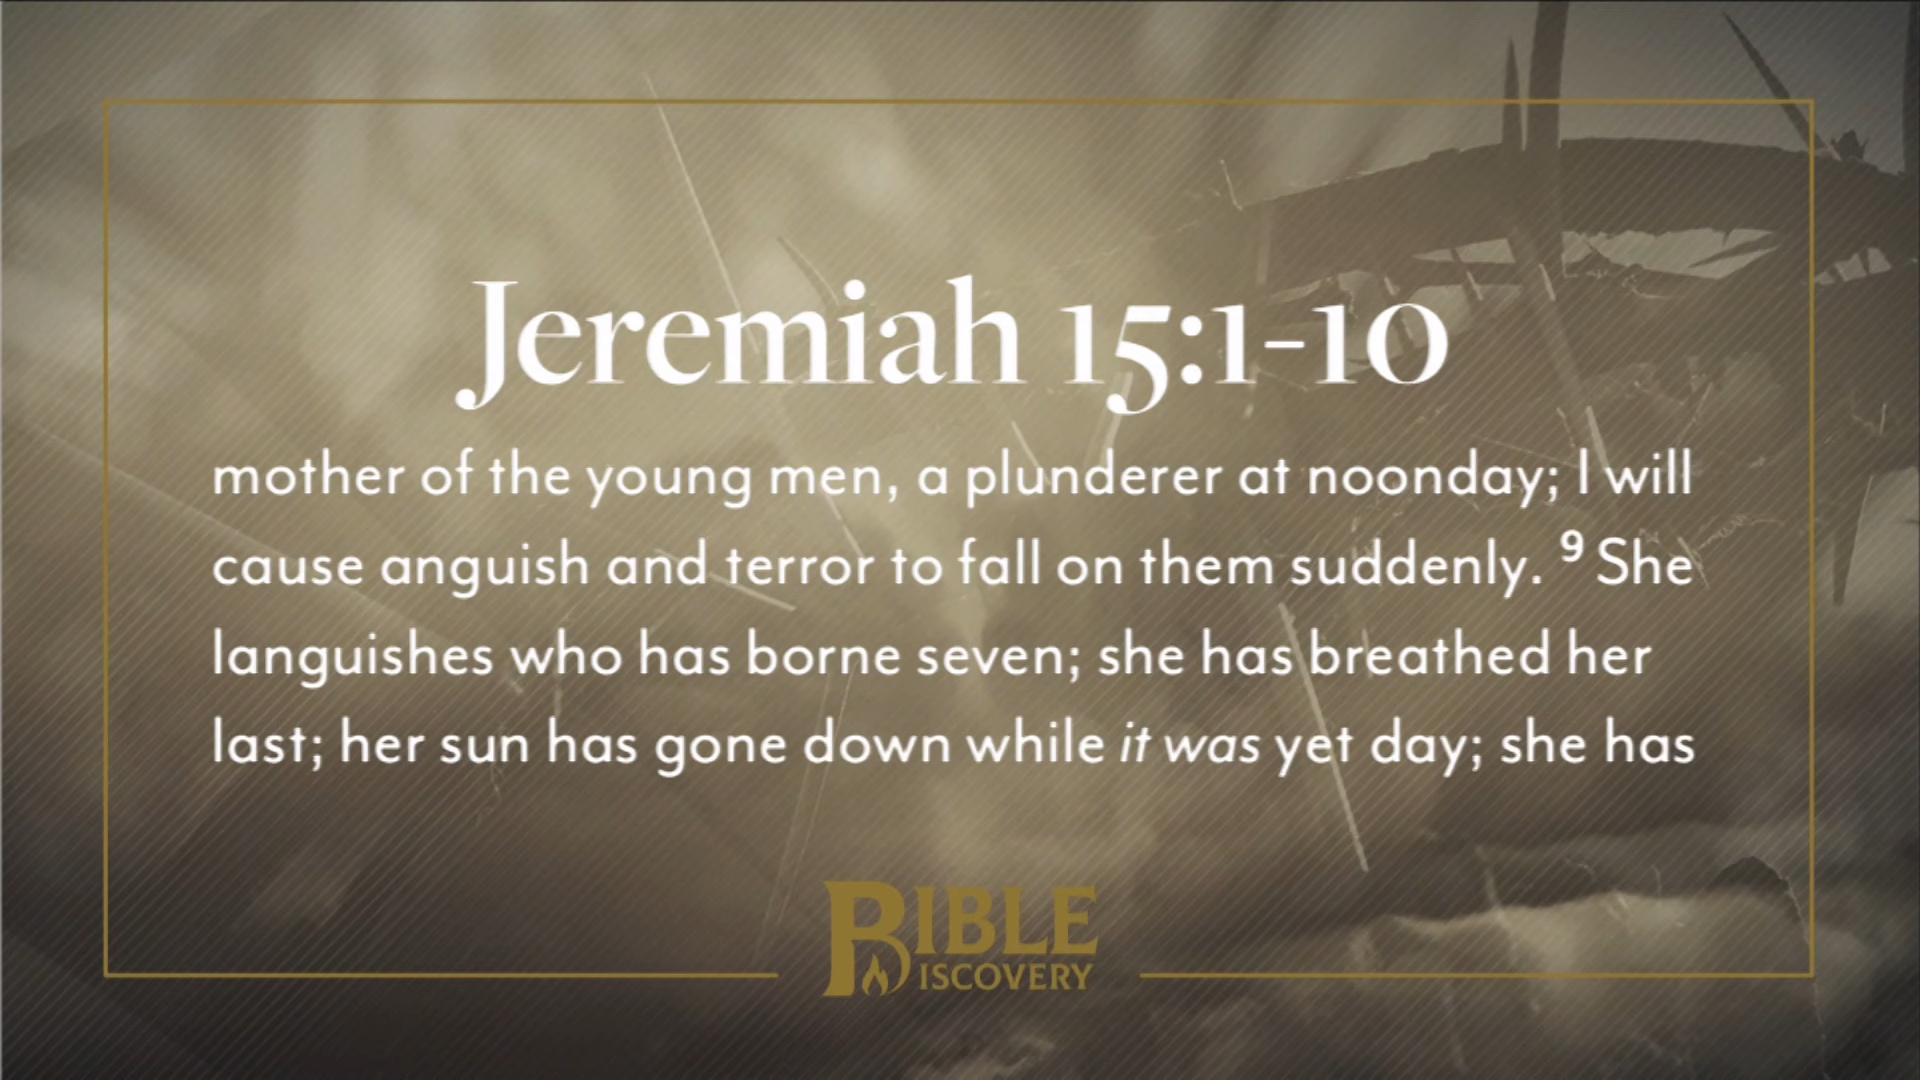 Jeremiah 15:1-10
mother of the young men, a plunderer at noonday; I will
cause anguish and terror to fall on them suddenly. 9 She
languishes who has borne seven; she has breathed her
last; her sun has gone down while it was yet day; she has
BIBLE
DISCOVERY